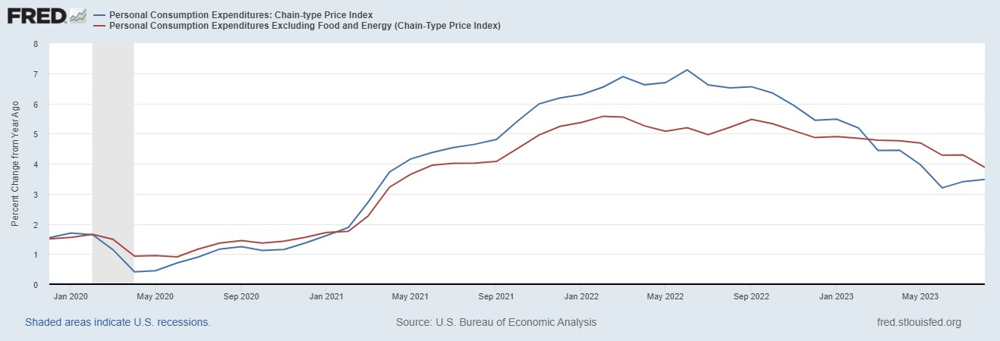 FRED
Personal Consumption Expenditures: Chain-type Price Index
Personal Consumption Expenditures Excluding Food and Energy (Chain-Type Price Index)
Percent Change from Year Ago
8
7
6
5
4
3
2
1
0
Jan 2020 May 2020 Sep 2020 Jan 2021 May 2021 Sep 2021 Jan 2022 May 2022 Sep 2022 Jan 2023 May 2023
Shaded areas indicate U.S. recessions. Source: U.S. Bureau of Economic Analysis fred.stlouisfed.org